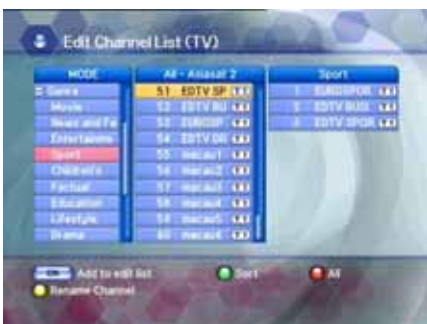 Edit Channel List (TV)
MODE
Genre
Movie
News and Fa
Entertainme
Sport
Children's
Factual
Education
Lifestyle
Drama
All - Asiasat 2
51 EDTV SP
52 EDTV BU
53 EUROSP
54 EDTV DR
55 macau1
56 macau2
57 macau3
58 macau4
59 macau5
60 macau6
Sport
1 EUROSPOR
2 EDTV BUSI
3 EDTV SPOR
OK Add to edit list
Sort
All
Rename Channel